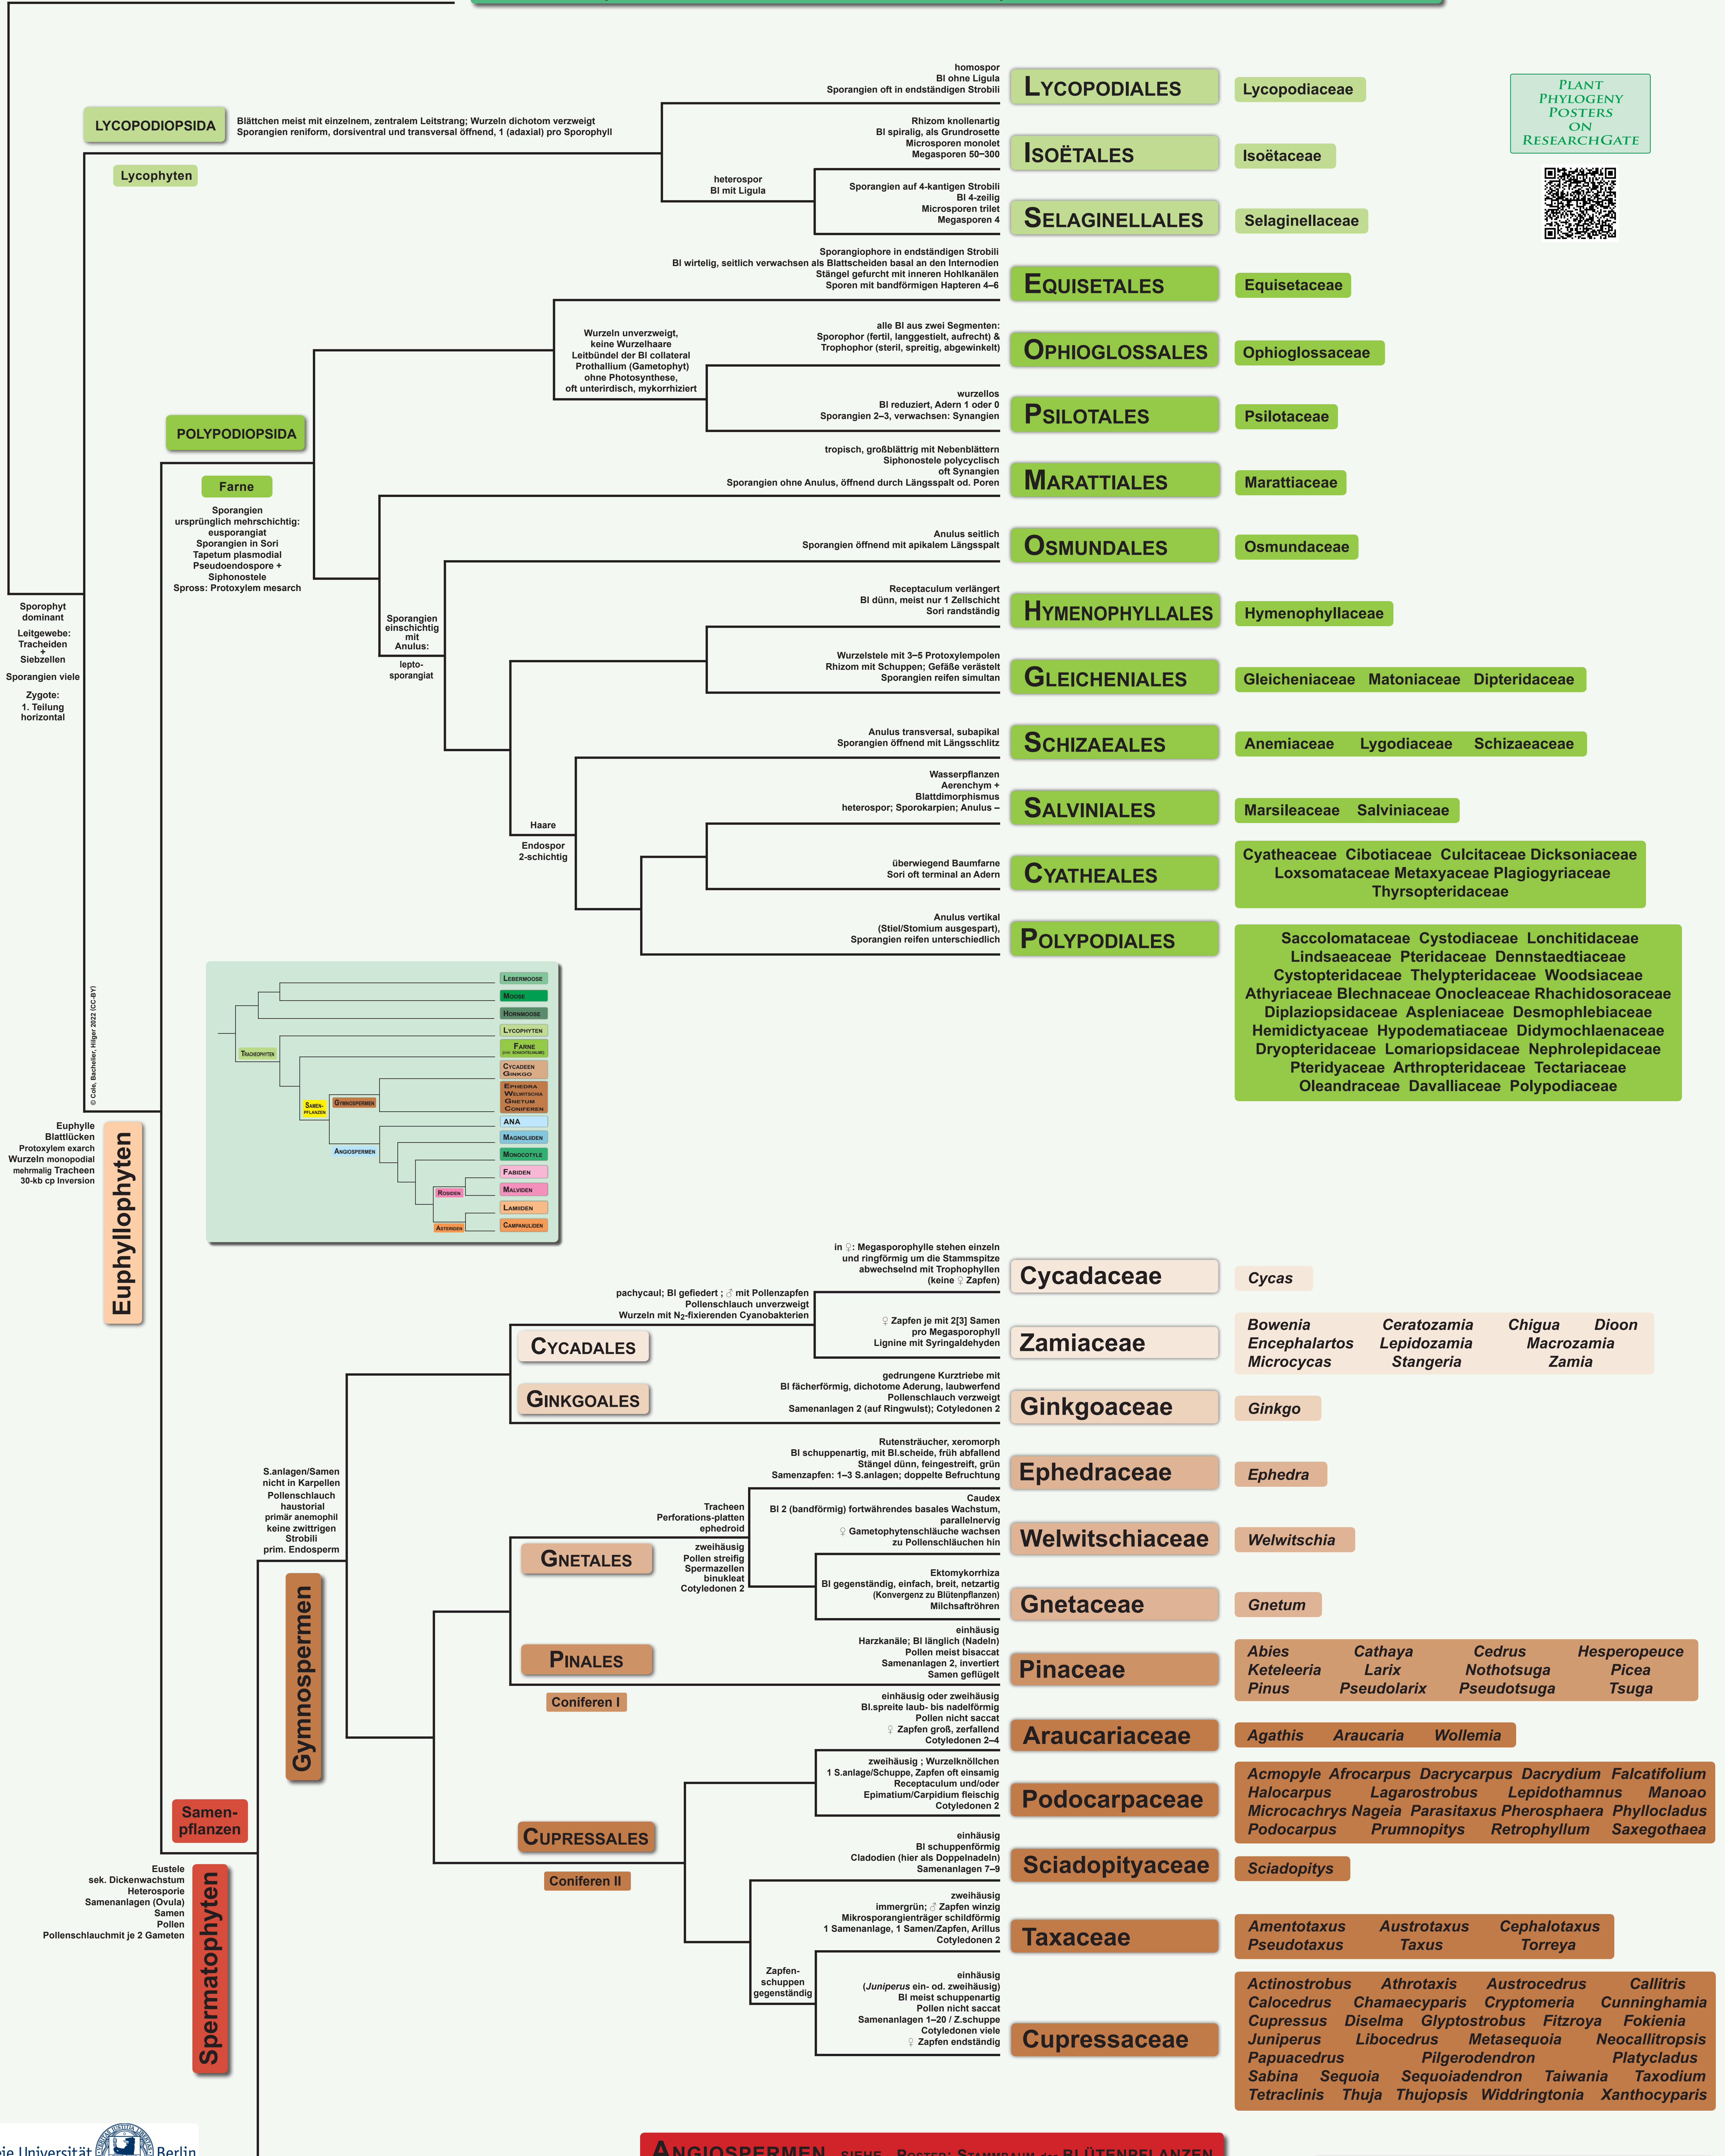 homospor
Bl ohne Ligula
Sporangien oft in endständigen Strobili
LYCOPODIALES
Lycopodiaceae
PLANT
PHYLOGENY
POSTERS
ON
RESEARCHGATE
LYCOPODIOPSIDA
Blättchen meist mit einzelnem, zentralem Leitstrang; Wurzeln dichotom verzweigt
Sporangien reniform, dorsiventral und transversal öffnend, 1 (adaxial) pro Sporophyll
Lycophyten
Rhizom knollenartig
Bl spiralig, als Grundrosette
Microsporen monolet
Megasporen 50–300
ISOËTALES
Isoëtaceae
heterospor
Bl mit Ligula
Sporangien auf 4-kantigen Strobili
Bl 4-zeilig
Microsporen trilet
Megasporen 4
SELAGINELLALES
Selaginellaceae
Sporangiophore in endständigen Strobili
Bl wirtelig, seitlich verwachsen als Blattscheiden basal an den Internodien
Stängel gefurcht mit inneren Hohlkanälen
Sporen mit bandförmigen Hapteren 4–6
EQUISETALES
Equisetaceae
Wurzeln unverzweigt,
keine Wurzelhaare
Leitbündel der Bl collateral
Prothallium (Gametophyt)
ohne Photosynthese,
oft unterirdisch, mykorrhiziert
alle Bl aus zwei Segmenten:
Sporophor (fertil, langgestielt, aufrecht) &
Trophophor (steril, spreitig, abgewinkelt)
OPHIOGLOSSALES
Ophioglossaceae
wurzellos
Bl reduziert, Adern 1 oder 0
Sporangien 2–3, verwachsen: Synangien
PSILOTALES
Psilotaceae
POLYPODIOPSIDA
Farne
Sporangien
ursprünglich mehrschichtig:
eusporangiat
Sporangien in Sori
Tapetum plasmodial
Pseudoendospore +
Siphonostele
Spross: Protoxylem mesarch
tropisch, großblättrig mit Nebenblättern
Siphonostele polycyclisch
oft Synangien
Sporangien ohne Anulus, öffnend durch Längsspalt od. Poren
MARATTIALES
Marattiaceae
Anulus seitlich
Sporangien öffnend mit apikalem Längsspalt
OSMUNDALES
Osmundaceae
Sporophyt
dominant
Leitgewebe:
Tracheiden
+
Siebzellen
Sporangien viele
Zygote:
1. Teilung
horizontal
Sporangien
einschichtig
mit
Anulus:
lepto-
sporangiat
Receptaculum verlängert
Bl dünn, meist nur 1 Zellschicht
Sori randständig
HYMENOPHYLLALES
Hymenophyllaceae
Wurzelstele mit 3–5 Protoxylempolen
Rhizom mit Schuppen; Gefäße verästelt
Sporangien reifen simultan
GLEICHENIALES
Gleicheniaceae Matoniaceae Dipteridaceae
Anulus transversal, subapikal
Sporangien öffnend mit Längsschlitz
SCHIZAEALES
Anemiaceae Lygodiaceae Schizaeaceae
Haare
Endospor
2-schichtig
Wasserpflanzen
Aerenchym +
Blattdimorphismus
heterospor; Sporokarpien; Anulus –
SALVINIALES
Marsileaceae Salviniaceae
überwiegend Baumfarne
Sori oft terminal an Adern
CYATHEALES
Cyatheaceae Cibotiaceae Culcitaceae Dicksoniaceae
Loxsomataceae Metaxyaceae Plagiogyriaceae
Thyrsopteridaceae
Anulus vertikal
(Stiel/Stomium ausgespart),
Sporangien reifen unterschiedlich
POLYPODIALES
Saccolomataceae Cystodiaceae Lonchitidaceae
Lindsaeaceae Pteridaceae Dennstaedtiaceae
Cystopteridaceae Thelypteridaceae Woodsiaceae
Athyriaceae Blechnaceae Onocleaceae Rhachidosoraceae
Diplaziopsidaceae Aspleniaceae Desmophlebiaceae
Hemidictyaceae Hypodematiaceae Didymochlaenaceae
Dryopteridaceae Lomariopsidaceae Nephrolepidaceae
Pteridyaceae Arthropteridaceae Tectariaceae
Oleandraceae Davalliaceae Polypodiaceae
© Cole, Bachelier, Hilger 2022 (CC-BY)
LEBERMOOSE
MOOSE
HORNMOOSE
LYCOPHYTEN
TRACHEOPHYTEN
FARNE
CYCADEEN
GINKGO
EPHEDRA
WELWITSCHIA
GNETUM
CONIFEREN
SAMEN-
PFLANZEN
GYMNOSPERMEN
ANA
MAGNOLIIDEN
ANGIOSPERMEN
MONOCOTYLE
FABIDEN
ROSIDEN
MALVIDEN
LAMIIDEN
ASTERIDEN
CAMPANULIDEN
Euphylle
Blattlücken
Protoxylem exarch
Wurzeln monopodial
mehrmalig Tracheen
30-kb cp Inversion
Euphyllophyten
in ♀: Megasporophylle stehen einzeln
und ringförmig um die Stammspitze
abwechselnd mit Trophophyllen
(keine ♀ Zapfen)
Cycadaceae
Cycas
pachycaul; Bl gefiedert ; ♂ mit Pollenzapfen
Pollenschlauch unverzweigt
Wurzeln mit N2-fixierenden Cyanobakterien
CYCADALES
♀ Zapfen je mit 2[3] Samen
pro Megasporophyll
Lignine mit Syringaldehyden
Zamiaceae
Bowenia Ceratozamia Chigua Dioon
Encephalartos Lepidozamia Macrozamia
Microcycas Stangeria Zamia
GINKGOALES
gedrungene Kurztriebe mit
Bl fächerförmig, dichotome Aderung, laubwerfend
Pollenschlauch verzweigt
Samenanlagen 2 (auf Ringwulst); Cotyledonen 2
Ginkgoaceae
Ginkgo
Rutensträucher, xeromorph
Bl schuppenartig, mit Bl.scheide, früh abfallend
Stängel dünn, feingestreift, grün
Samenzapfen: 1–3 S.anlagen; doppelte Befruchtung
Ephedraceae
Ephedra
S.anlagen/Samen
nicht in Karpellen
Pollenschlauch
haustorial
primär anemophil
keine zwittrigen
Strobili
prim. Endosperm
Gymnospermen
Tracheen
Perforations-platten
ephedroid
zweihäusig
Pollen streifig
Spermazellen
binukleat
Cotyledonen 2
GNETALES
Caudex
Bl 2 (bandförmig) fortwährendes basales Wachstum,
parallelnervig
♀ Gametophytenschläuche wachsen
zu Pollenschläuchen hin
Welwitschiaceae
Welwitschia
Ektomykorrhiza
Bl gegenständig, einfach, breit, netzartig
(Konvergenz zu Blütenpflanzen)
Milchsaftröhren
Gnetaceae
Gnetum
PINALES
Coniferen I
einhäusig
Harzkanäle; Bl länglich (Nadeln)
Pollen meist bisaccat
Samenanlagen 2, invertiert
Samen geflügelt
Pinaceae
Abies Cathaya Cedrus Hesperopeuce
Keteleeria Larix Nothotsuga Picea
Pinus Pseudolarix Pseudotsuga Tsuga
einhäusig oder zweihäusig
Bl.spreite laub- bis nadelförmig
Pollen nicht saccat
♀ Zapfen groß, zerfallend
Cotyledonen 2–4
Araucariaceae
Agathis Araucaria Wollemia
zweihäusig ; Wurzelknöllchen
1 S.anlage/Schuppe, Zapfen oft einsamig
Receptaculum und/oder
Epimatium/Carpidium fleischig
Cotyledonen 2
Podocarpaceae
Acmopyle Afrocarpus Dacrycarpus Dacrydium Falcatifolium
Halocarpus Lagarostrobus Lepidothamnus Manoao
Microcachrys Nageia Parasitaxus Pherosphaera Phyllocladus
Podocarpus Prumnopitys Retrophyllum Saxegothaea
Samen-
pflanzen
CUPRESSALES
Coniferen II
einhäusig
Bl schuppenförmig
Cladodien (hier als Doppelnadeln)
Samenanlagen 7–9
Sciadopityaceae
Sciadopitys
Eustele
sek. Dickenwachstum
Heterosporie
Samenanlagen (Ovula)
Samen
Pollen
Pollenschlauchmit je 2 Gameten
Spermatophyten
zweihäusig
immergrün; ♂ Zapfen winzig
Mikrosporangienträger schildförmig
1 Samenanlage, 1 Samen/Zapfen, Arillus
Cotyledonen 2
Taxaceae
Amentotaxus Austrotaxus Cephalotaxus
Pseudotaxus Taxus Torreya
Zapfen-
schuppen
gegenständig
einhäusig
(Juniperus ein- od. zweihäusig)
Bl meist schuppenartig
Pollen nicht saccat
Samenanlagen 1–20 / Z.schuppe
Cotyledonen viele
♀ Zapfen endständig
Cupressaceae
Actinostrobus Athrotaxis Austrocedrus Callitris
Calocedrus Chamaecyparis Cryptomeria Cunninghamia
Cupressus Diselma Glyptostrobus Fitzroya Fokienia
Juniperus Libocedrus Metasequoia Neocallitropsis
Papuacedrus Pilgerodendron Platycladus
Sabina Sequoia Sequoiadendron Taiwania Taxodium
Tetraclinis Thuja Thujopsis Widdringtonia Xanthocyparis
Universität Berlin
ANGIOSPERMEN SIEHE POSTER: STAMMBAUM der BLÜTENPFLANZEN